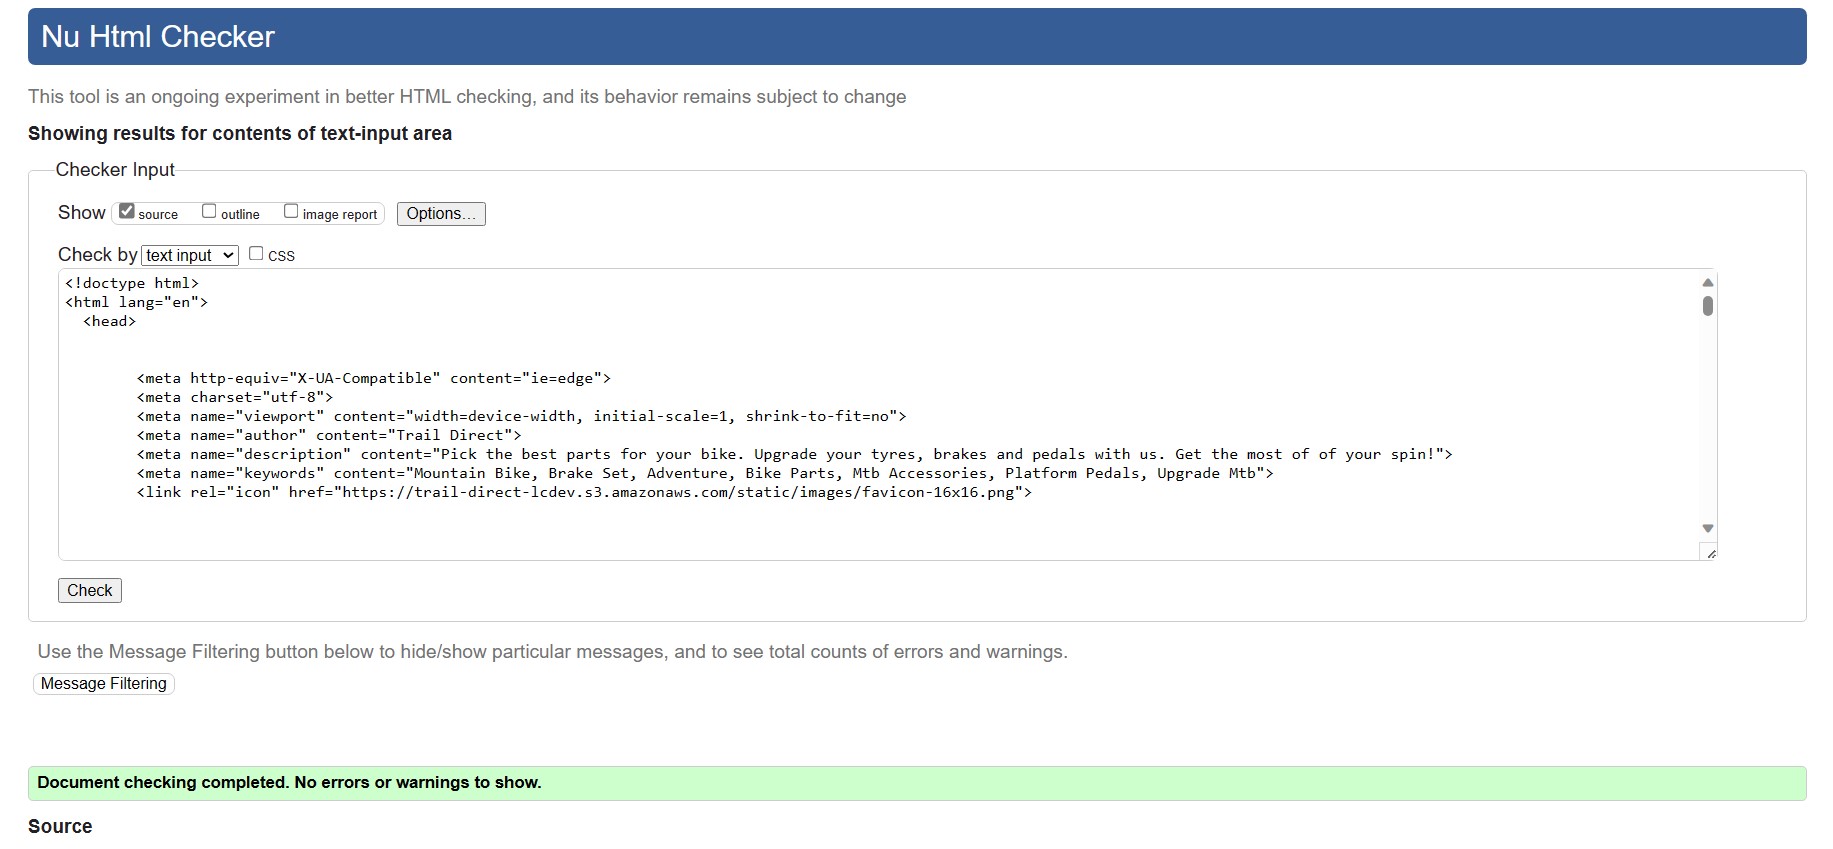 Nu Html Checker
This tool is an ongoing experiment in better HTML checking, and its behavior remains subject to change
Showing results for contents of text-input area
Checker Input
Show source outline image report Options...
Check by text input CSS
<!doctype html>
<html lang="en">
<head>
<meta http-equiv="X-UA-Compatible" content="ie=edge">
<meta charset="utf-8">
<meta name="viewport" content="width=device-width, initial-scale=1, shrink-to-fit=no">
<meta name="author" content="Trail Direct">
<meta name="description" content="Pick the best parts for your bike. Upgrade your tyres, brakes and pedals with us. Get the most of of your spin!">
<meta name="keywords" content="Mountain Bike, Brake Set, Adventure, Bike Parts, Mtb Accessories, Platform Pedals, Upgrade Mtb">
<link rel="icon" href="https://trail-direct-lcdev.s3.amazonaws.com/static/images/favicon-16x16.png">
Check
Use the Message Filtering button below to hide/show particular messages, and to see total counts of errors and warnings.
Message Filtering
Document checking completed. No errors or warnings to show.
Source